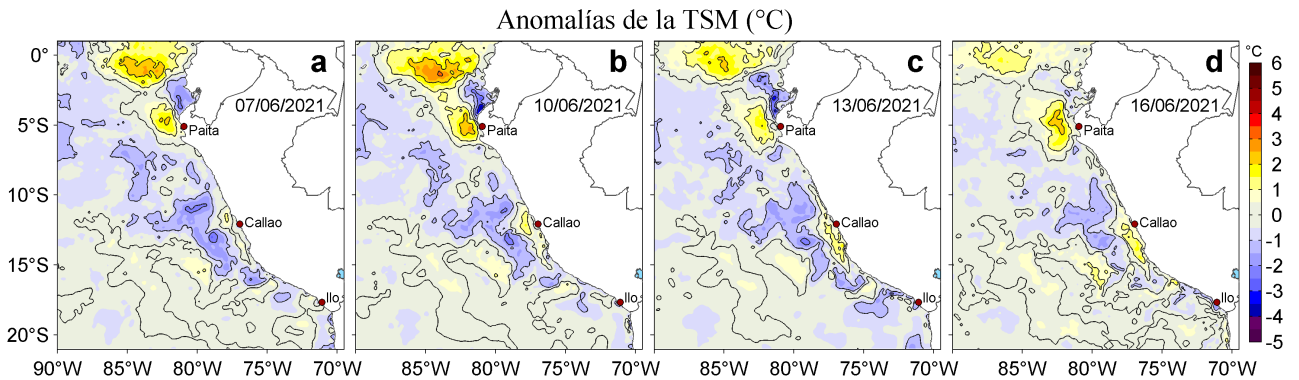 Anomalías de la TSM (°C)
a
b
c
d
07/06/2021
10/06/2021
13/06/2021
16/06/2021
0°
5°S
10°S
15°S
20°S
Paita
Callao
Ilo
Paita
Callao
Ilo
Paita
Callao
Ilo
Paita
Callao
Ilo
90°W 85°W 80°W 75°W 70°W
85°W 80°W 75°W 70°W
85°W 80°W 75°W 70°W
85°W 80°W 75°W 70°W
°C
6
5
4
3
2
1
0
-1
-2
-3
-4
-5